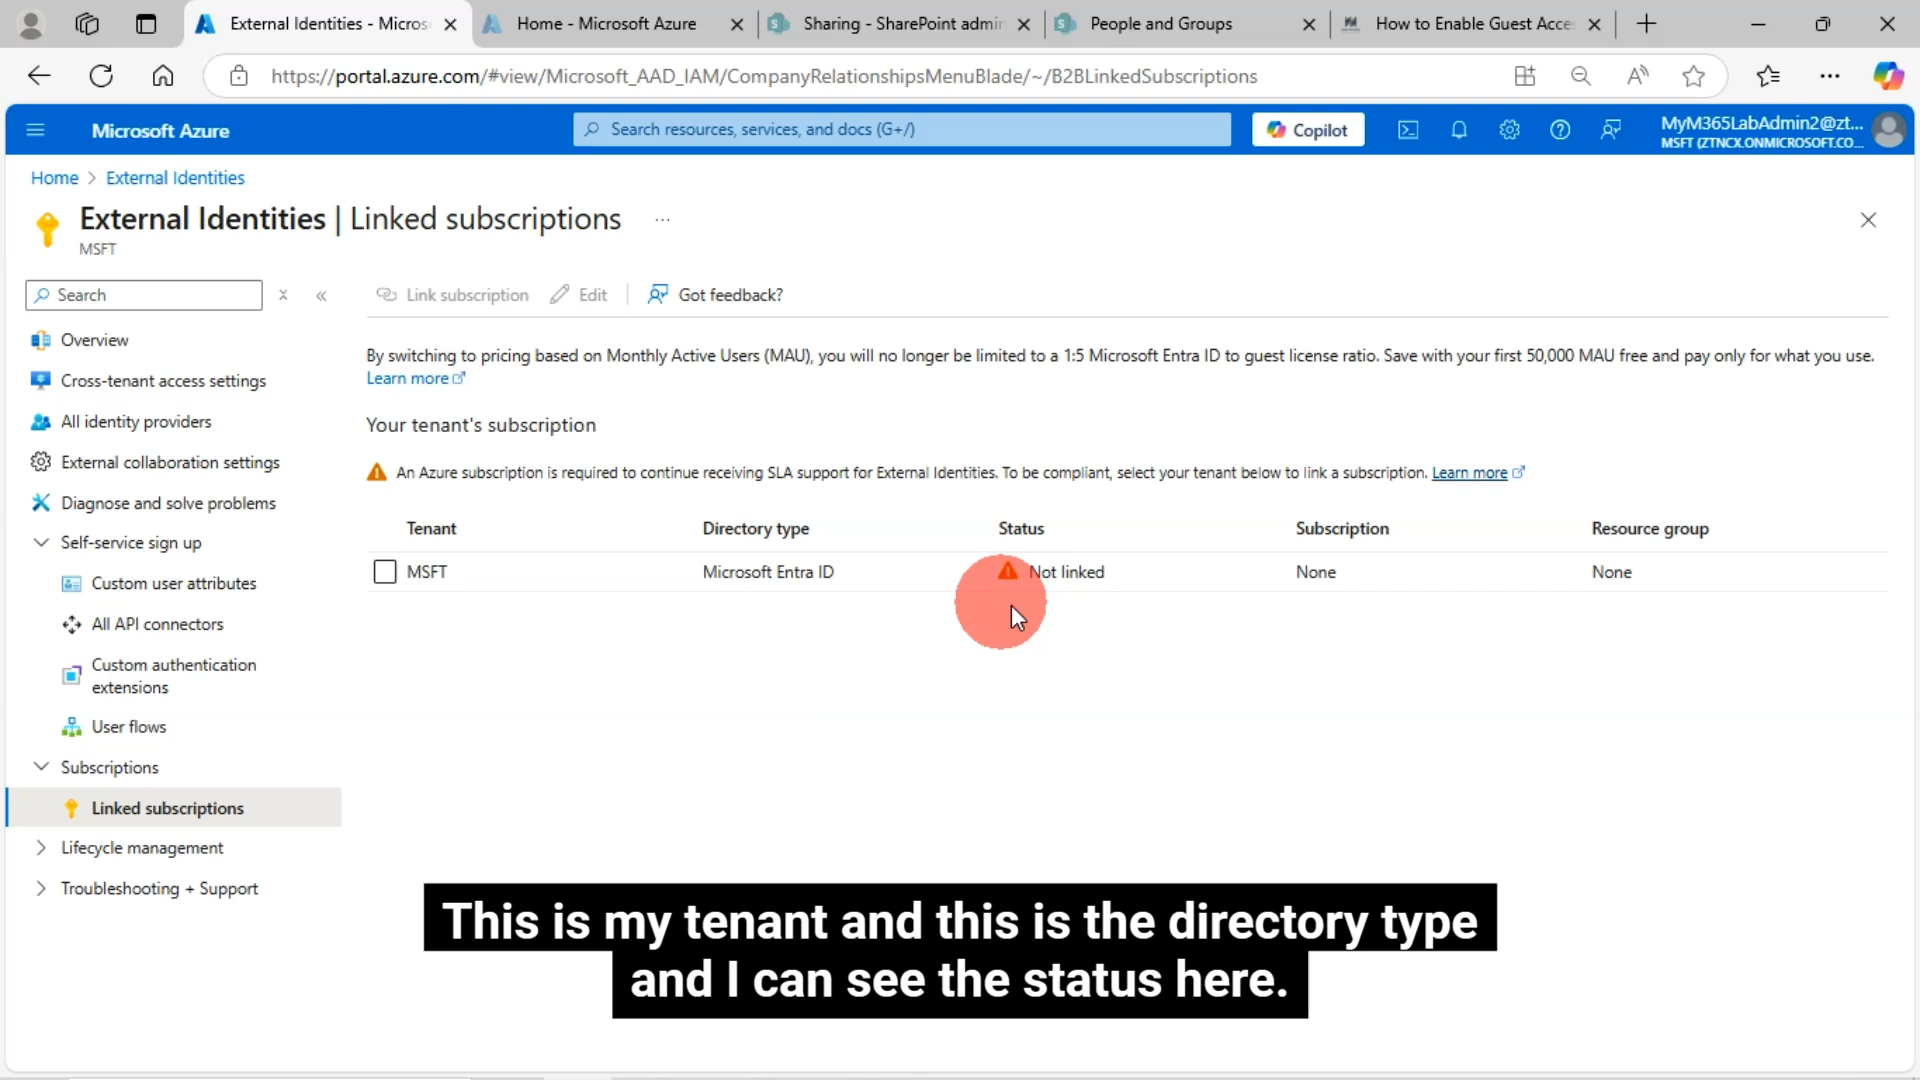 External Identities - Micros
Home - Microsoft Azure
Sharing - SharePoint admin
People and Groups
How to Enable Guest Acce
https://portal.azure.com/#view/Microsoft_AAD_IAM/CompanyRelationshipsMenuBlade/~/B2BLinkedSubscriptions
Microsoft Azure
Search resources, services, and docs (G+/)
Copilot
MyM365LabAdmin2@zt...
MSFT (ZTNCX.ONMICROSOFT.CO...
Home > External Identities
External Identities | Linked subscriptions ...
MSFT
Search
Link subscription
Edit
Got feedback?
Overview
Cross-tenant access settings
All identity providers
External collaboration settings
Diagnose and solve problems
Self-service sign up
Custom user attributes
All API connectors
Custom authentication
extensions
User flows
Subscriptions
Linked subscriptions
Lifecycle management
Troubleshooting + Support
By switching to pricing based on Monthly Active Users (MAU), you will no longer be limited to a 1:5 Microsoft Entra ID to guest license ratio. Save with your first 50,000 MAU free and pay only for what you use.
Learn more
Your tenant's subscription
An Azure subscription is required to continue receiving SLA support for External Identities. To be compliant, select your tenant below to link a subscription. Learn more
Tenant Directory type Status Subscription Resource group
MSFT Microsoft Entra ID Not linked None None
This is my tenant and this is the directory type
and I can see the status here.